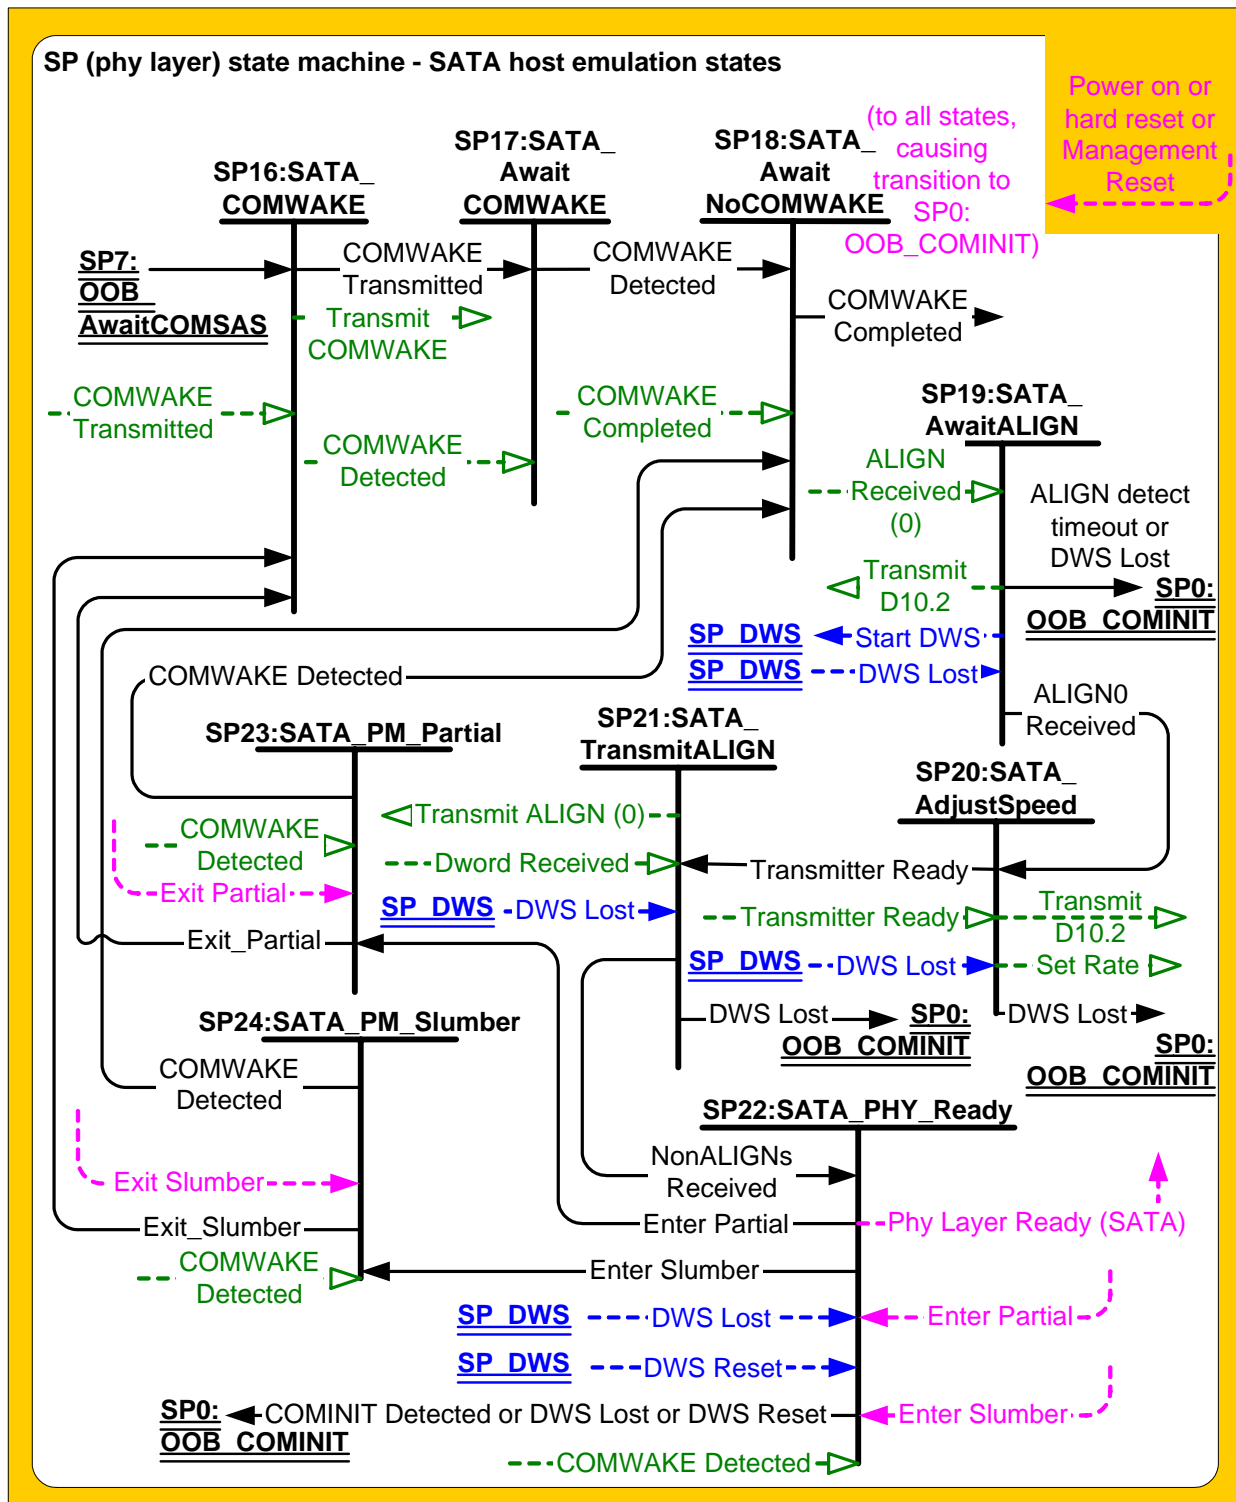 SP (phy layer) state machine - SATA host emulation states
Power on or
hard reset or
Management
Reset
(to all states,
causing
transition to
SP0:
OOB_COMINIT)
SP16:SATA_
COMWAKE
SP17:SATA_
Await
COMWAKE
SP18:SATA_
Await
NoCOMWAKE
SP7:
OOB_
AwaitCOMSAS
COMWAKE
Transmitted
COMWAKE
Detected
Transmit
COMWAKE
COMWAKE
Completed
COMWAKE
Transmitted
COMWAKE
Completed
COMWAKE
Detected
SP19:SATA_
AwaitALIGN
ALIGN
Received
(0)
ALIGN detect
timeout or
DWS Lost
Transmit
D10.2
SP0:
OOB_COMINIT
SP_DWS
Start DWS
SP_DWS
DWS Lost
COMWAKE Detected
ALIGN0
Received
SP23:SATA_PM_Partial
SP21:SATA_
TransmitALIGN
SP20:SATA_
AdjustSpeed
COMWAKE
Detected
Exit Partial
Exit_Partial
Transmit ALIGN (0)
Dword Received
SP_DWS
DWS Lost
Transmitter Ready
Transmitter Ready
Transmit
D10.2
SP_DWS
DWS Lost
Set Rate
DWS Lost
SP0:
OOB_COMINIT
DWS Lost
SP0:
OOB_COMINIT
SP24:SATA_PM_Slumber
COMWAKE
Detected
Exit Slumber
Exit_Slumber
COMWAKE
Detected
SP22:SATA_PHY_Ready
NonALIGNs
Received
Enter Partial
Phy Layer Ready (SATA)
Enter Slumber
SP_DWS
DWS Lost
Enter Partial
SP_DWS
DWS Reset
SP0:
OOB_COMINIT
COMINIT Detected or DWS Lost or DWS Reset
Enter Slumber
COMWAKE Detected